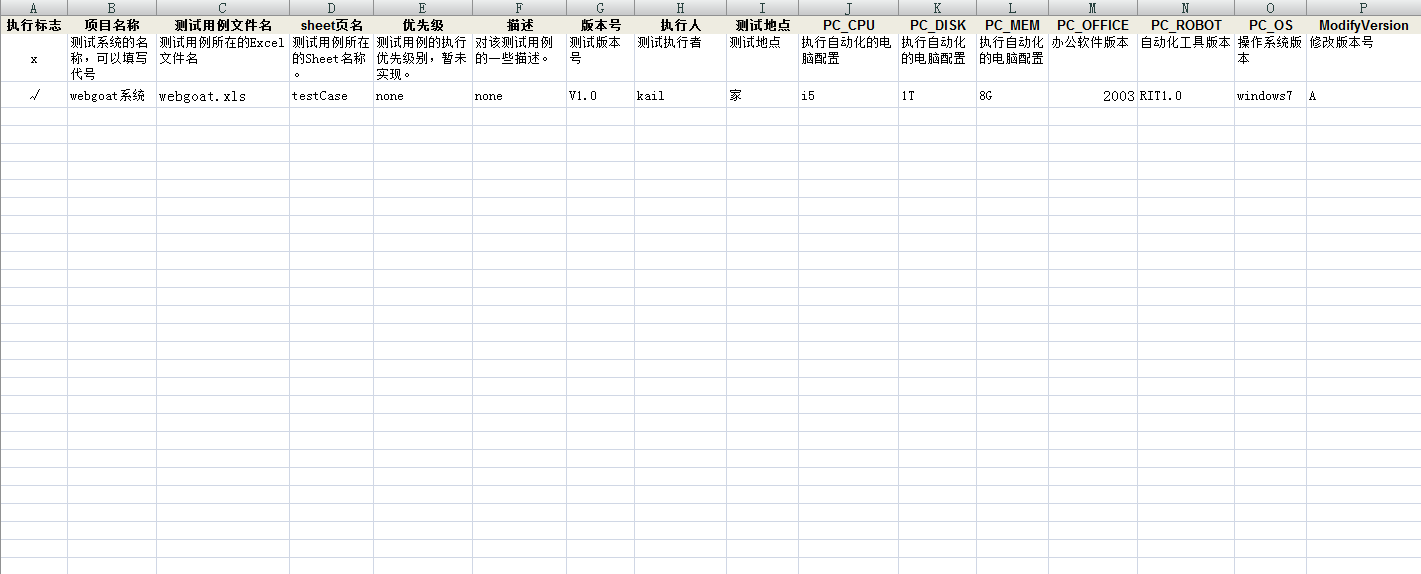 A B C D E F G H I J K L M N O P
执行标志 项目名称 测试用例文件名 sheet页名 优先级 描述 版本号 执行人 测试地点 PC_CPU PC_DISK PC_MEM PC_OFFICE PC_ROBOT PC_OS ModifyVersion
x
测试系统的名
称，可以填写
代号
测试用例所在的Excel
文件名
测试用例所在
的Sheet名称
。
测试用例的执行
优先级别，暂未
实现。
对该测试用例
的一些描述。
测试版本
号
测试执行者
测试地点
执行自动化的电
脑配置
执行自动化
的电脑配置
执行自动化
的电脑配置
办公软件版本
自动化工具版本
操作系统版
本
修改版本号
√ webgoat系统 webgoat.xls testCase none none V1.0 kail 家 i5 1T 8G 2003 RIT1.0 windows7 A